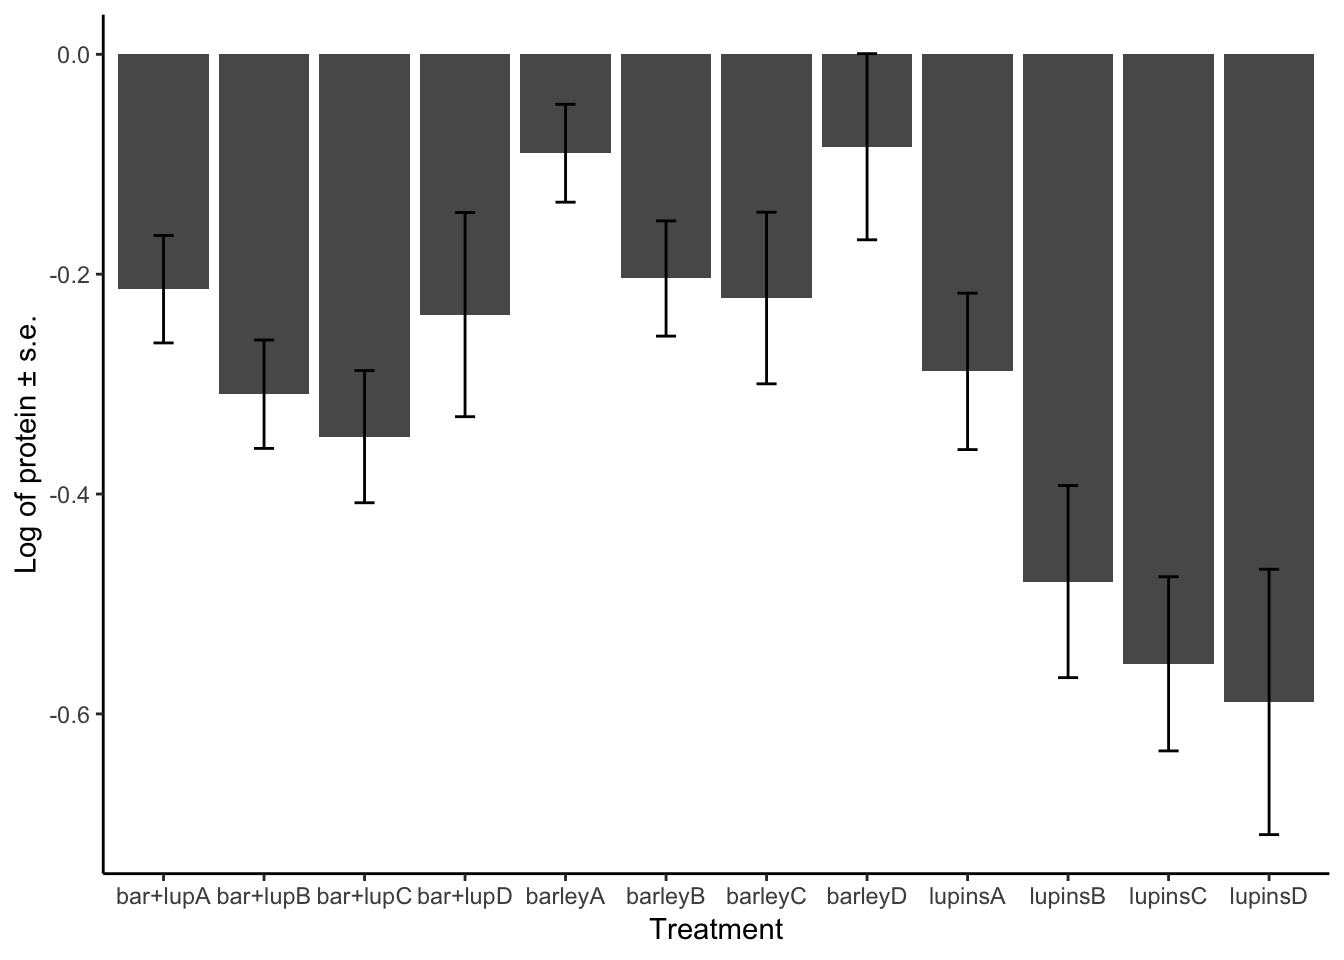 Log of protein ± s.e.
0.0
-0.2
-0.4
-0.6
bar+lupA bar+lupB bar+lupC bar+lupD barleyA barleyB barleyC barleyD lupinsA lupinsB lupinsC lupinsD
Treatment